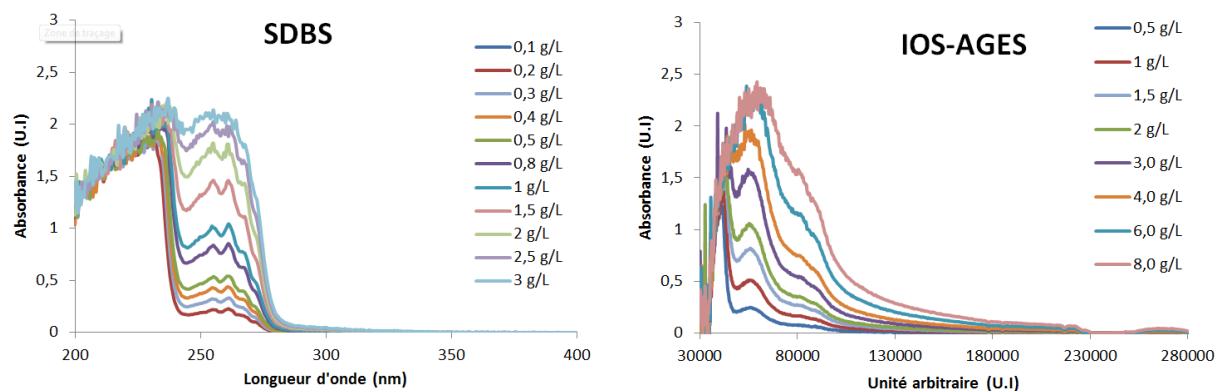 SDBS
Zone de traçage
3
2,5
2
1,5
1
0,5
0
Absorbance (U.I)
200
250
300
350
400
Longueur d'onde (nm)
0,1 g/L
0,2 g/L
0,3 g/L
0,4 g/L
0,5 g/L
0,8 g/L
1 g/L
1,5 g/L
2 g/L
2,5 g/L
3 g/L
IOS-AGES
3
2,5
2
1,5
1
0,5
0
Absorbance (U.I)
30000
80000
130000
180000
230000
280000
Unité arbitraire (U.I)
0,5 g/L
1 g/L
1,5 g/L
2 g/L
3,0 g/L
4,0 g/L
6,0 g/L
8,0 g/L